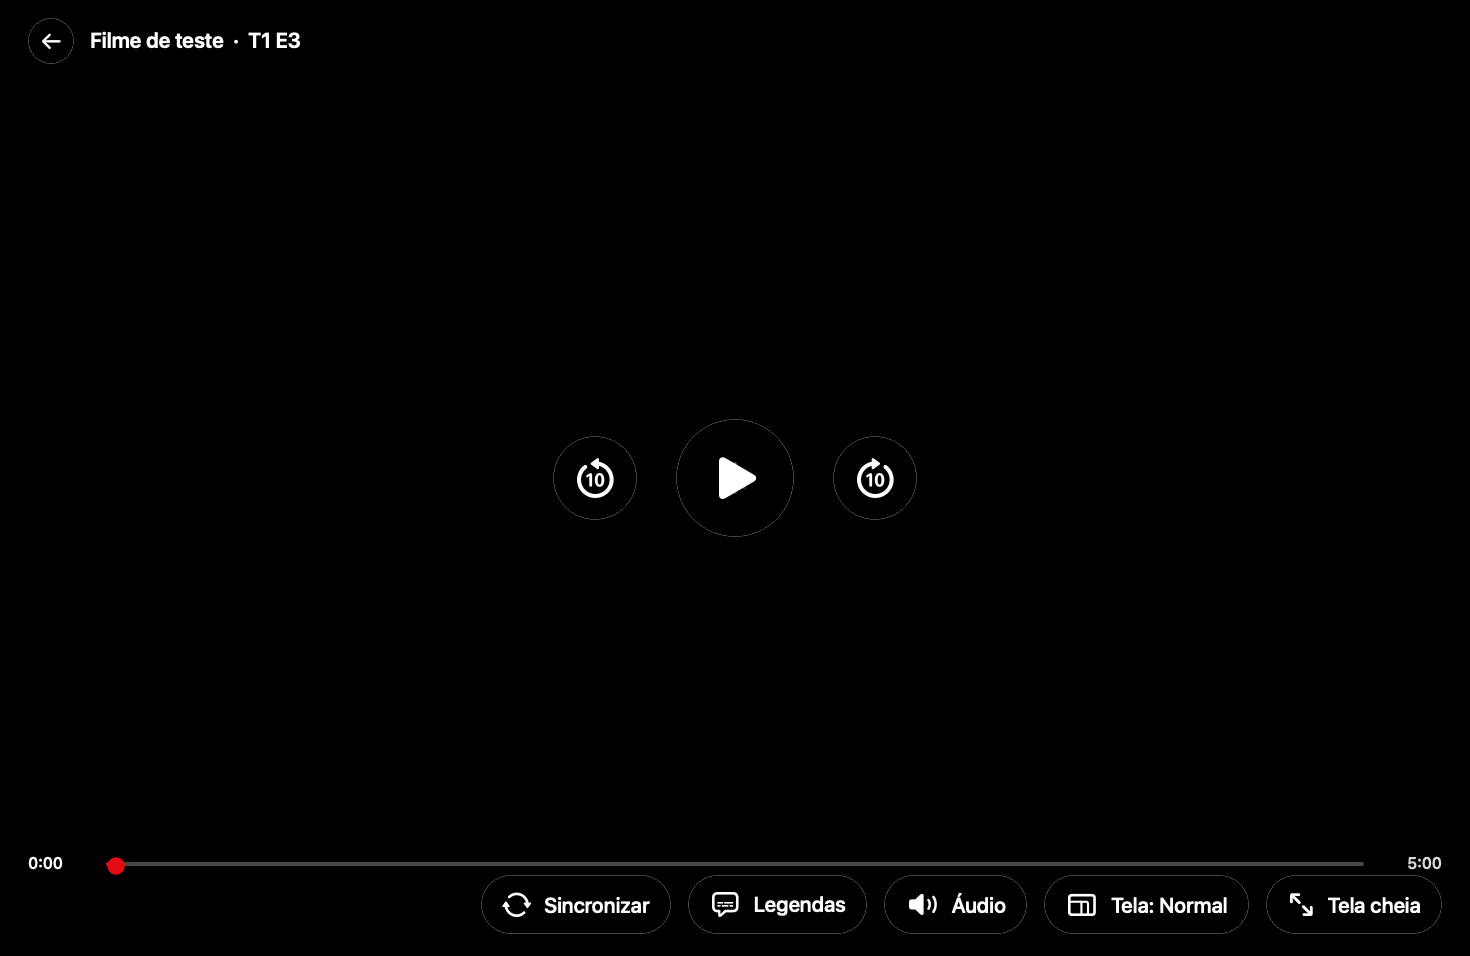 Filme de teste · T1 E3
10
10
0:00
5:00
Sincronizar
Legendas
Áudio
Tela: Normal
Tela cheia